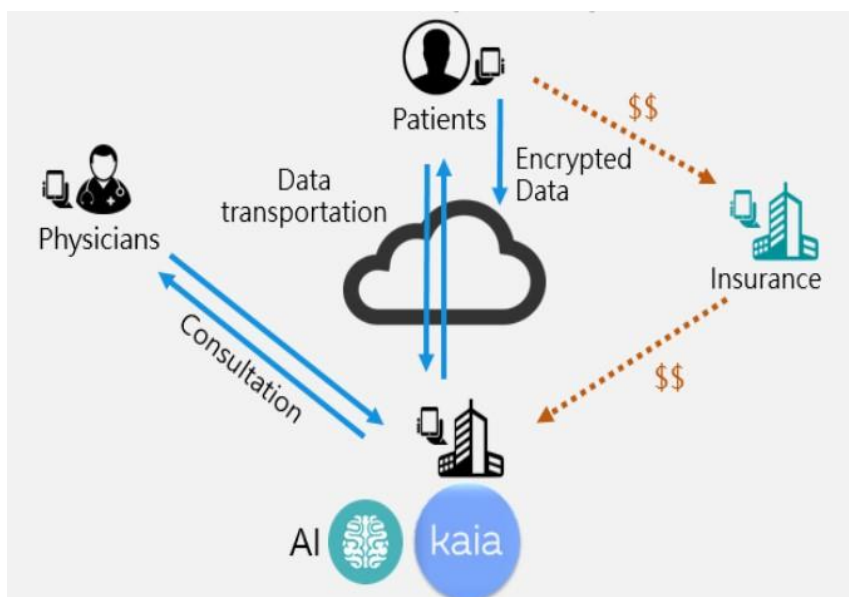 Patients
$$
Encrypted
Data
Data
transportation
Physicians
Insurance
Consultation
$$
AI
kaia